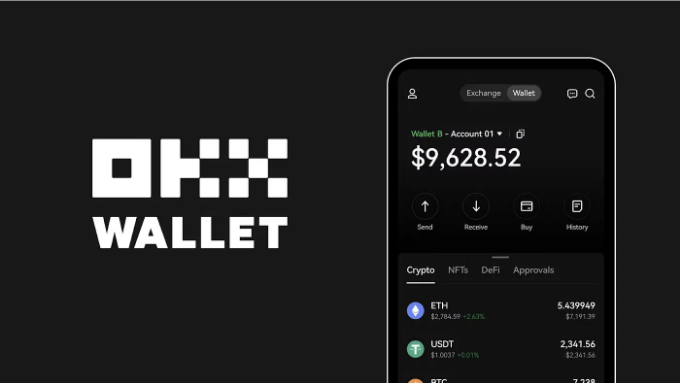 OKX
WALLET
Exchange Wallet
Wallet B - Account 01
$9,628.52
Send Receive Buy History
Crypto NFTs DeFi Approvals
ETH 5.439949
$2,784.59 +2.63% $7,191.39
USDT 2,341.56
$1.0037 +0.01% $2,341.56
BTC 7.238